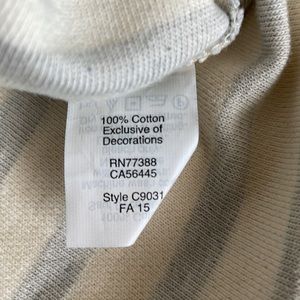 100% Cotton
Exclusive of
Decorations
RN77388
CA56445
Style C9031
FA 15